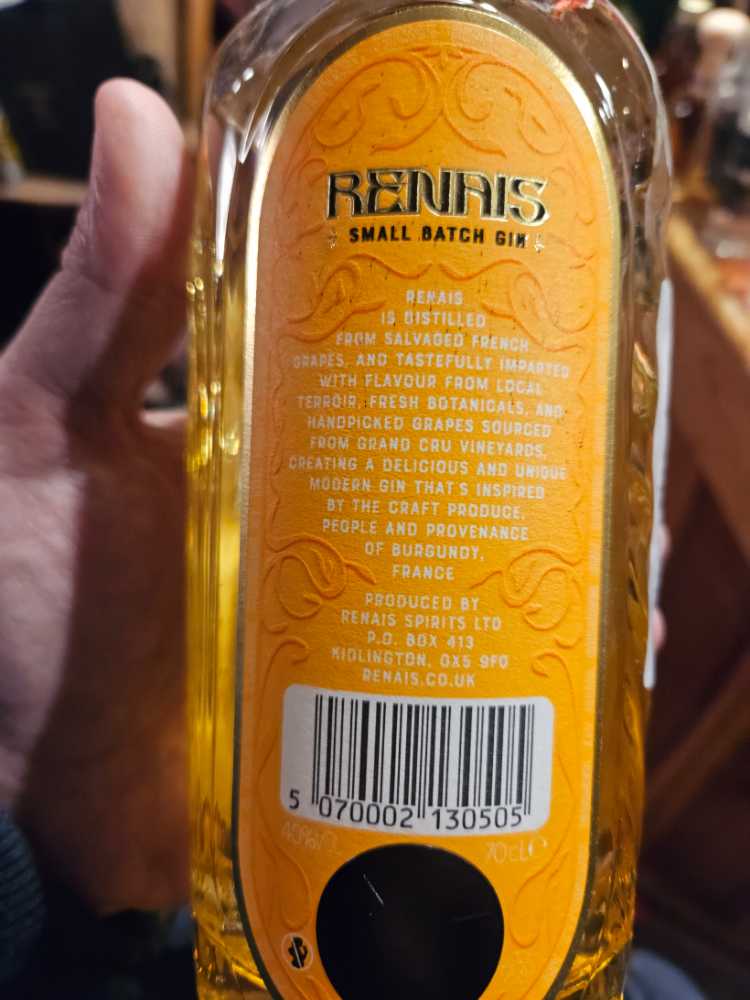 RENAIS
SMALL BATCH GIN
RENAIS
IS DISTILLED
FROM SALVAGED FRENCH
GRAPES, AND TASTEFULLY IMPARTED
WITH FLAVOUR FROM LOCAL
TERROIR, FRESH BOTANICALS, AND
HANDPICKED GRAPES SOURCED
FROM GRAND CRU VINEYARDS,
CREATING A DELICIOUS AND UNIQUE
MODERN GIN THAT'S INSPIRED
BY THE CRAFT PRODUCE,
PEOPLE AND PROVENANCE
OF BURGUNDY,
FRANCE
PRODUCED BY
RENAIS SPIRITS LTD
P.O. BOX 413
KIDLINGTON, OX5 9FO
RENAIS.CO.UK
5 070002 130505
70cl e